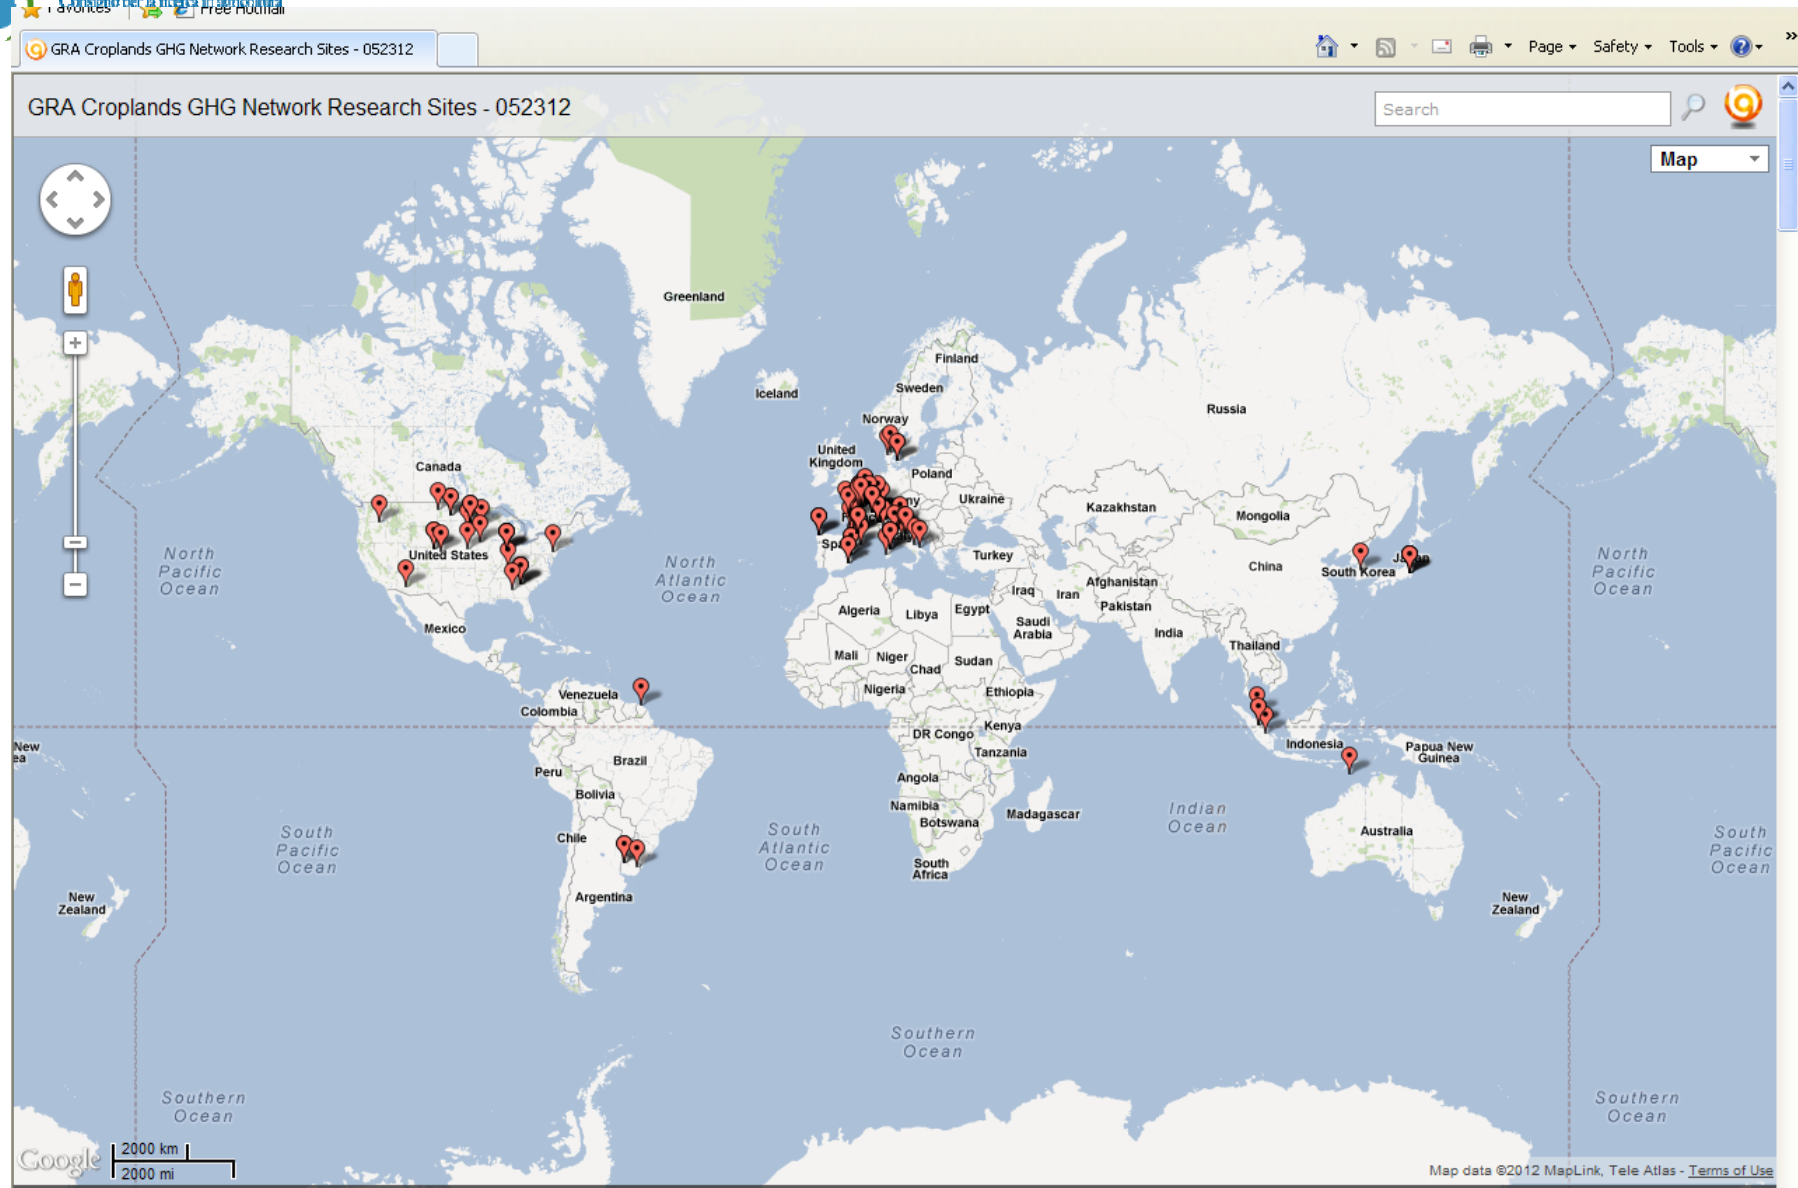 Favorites
Free Hotmail
GRA Croplands GHG Network Research Sites - 052312
Page
Safety
Tools
GRA Croplands GHG Network Research Sites - 052312
Search
Map
Greenland
Finland
Iceland
Sweden
Russia
Norway
United
Kingdom
Canada
Poland
Ukraine
Kazakhstan
Mongolia
United States
North
Pacific
Ocean
North
Atlantic
Ocean
Turkey
China
South Korea
Japan
North
Pacific
Ocean
Afghanistan
Iraq
Iran
Pakistan
Algeria
Libya
Egypt
Saudi
Arabia
Mexico
India
Thailand
Mali
Niger
Chad
Sudan
Venezuela
Nigeria
Ethiopia
Colombia
Kenya
DR Congo
Tanzania
Indonesia
Papua New
Guinea
New
ea
Brazil
Peru
Angola
Bolivia
Namibia
Botswana
Madagascar
Indian
Ocean
Chile
Australia
South
Pacific
Ocean
South
Atlantic
Ocean
South
Africa
South
Pacific
Ocean
Argentina
New
Zealand
New
Zealand
Southern
Ocean
Southern
Ocean
Southern
Ocean
Google
2000 km
2000 mi
Map data ©2012 MapLink, Tele Atlas - Terms of Use